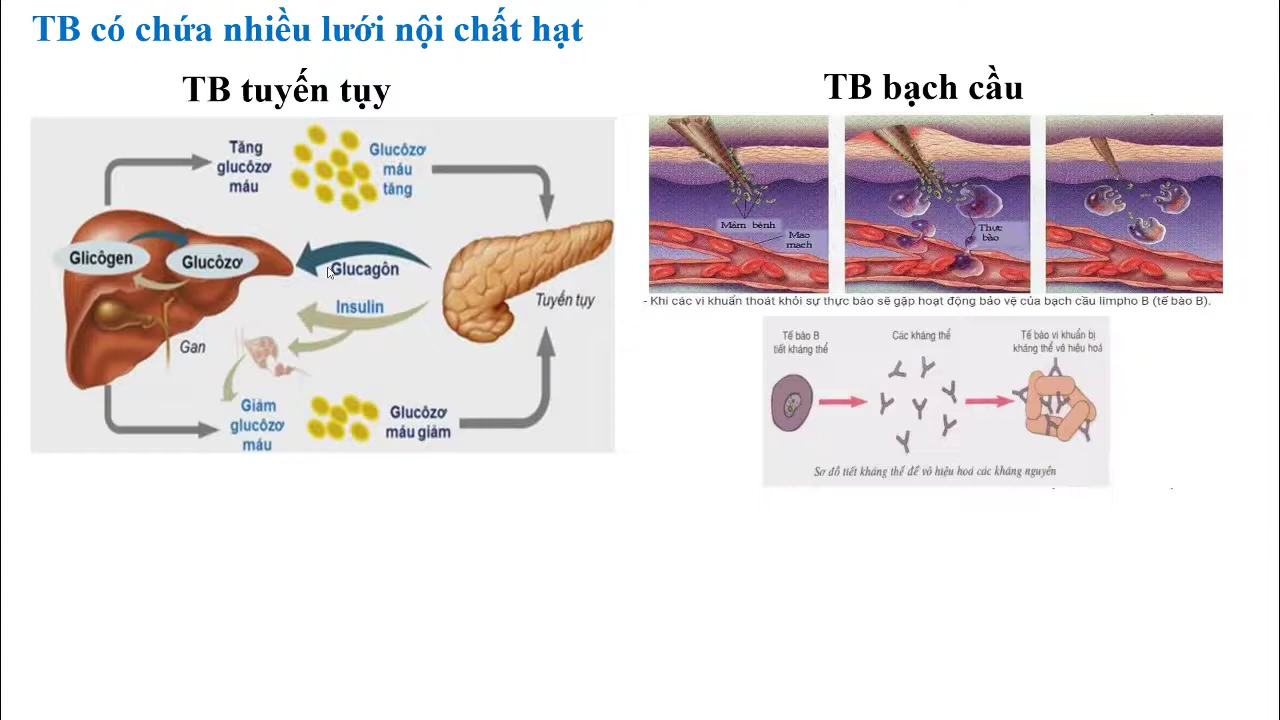 TB có chứa nhiều lưới nội chất hạt
TB tuyến tụy
Tăng
glucôzơ
máu
Glucôzơ
máu
tăng
Glicôgen
Glucôzơ
Glucagôn
Insulin
Tuyến tụy
Gan
Giảm
glucôzơ
máu
Glucôzơ
máu giảm
TB bạch cầu
Mầm bệnh
Mao
mạch
Thực
bào
- Khi các vi khuẩn thoát khỏi sự thực bào sẽ gặp hoạt động bảo vệ của bạch cầu limpho B (tế bào B).
Tế bào B
tiết kháng thể
Các kháng thể
Tế bào vi khuẩn bị
kháng thể vô hiệu hoá
Sơ đồ tiết kháng thể để vô hiệu hoá các kháng nguyên